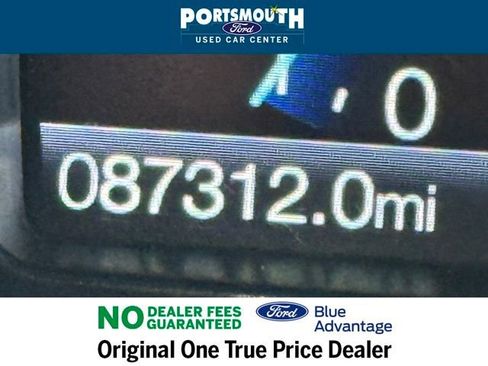 PORTSMOUTH
Ford
USED CAR CENTER
0
087312.0mi
NO DEALER FEES
GUARANTEED
Ford
Blue
Advantage
Original One True Price Dealer